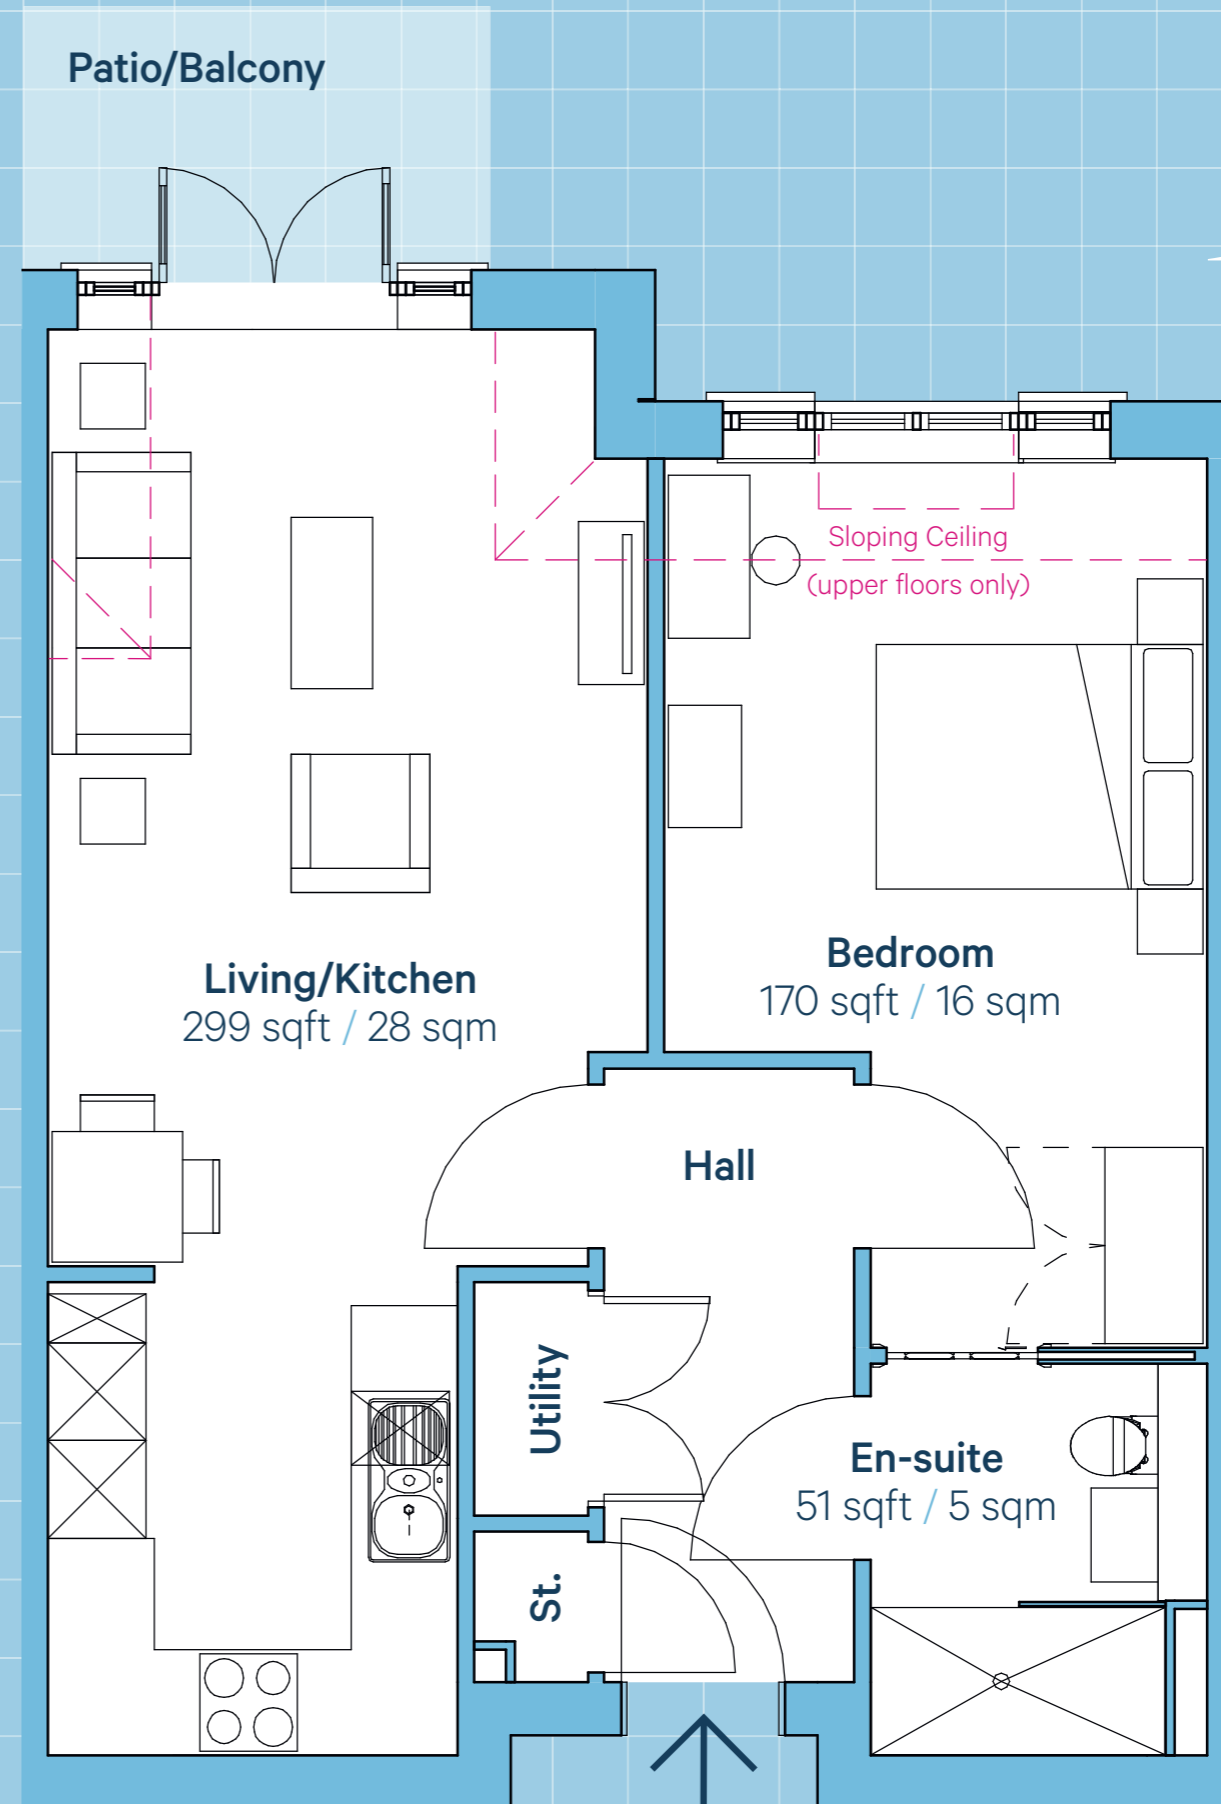 Patio/Balcony
Sloping Ceiling
(upper floors only)
Living/Kitchen
299 sqft / 28 sqm
Bedroom
170 sqft / 16 sqm
Hall
Utility
En-suite
51 sqft / 5 sqm
St.